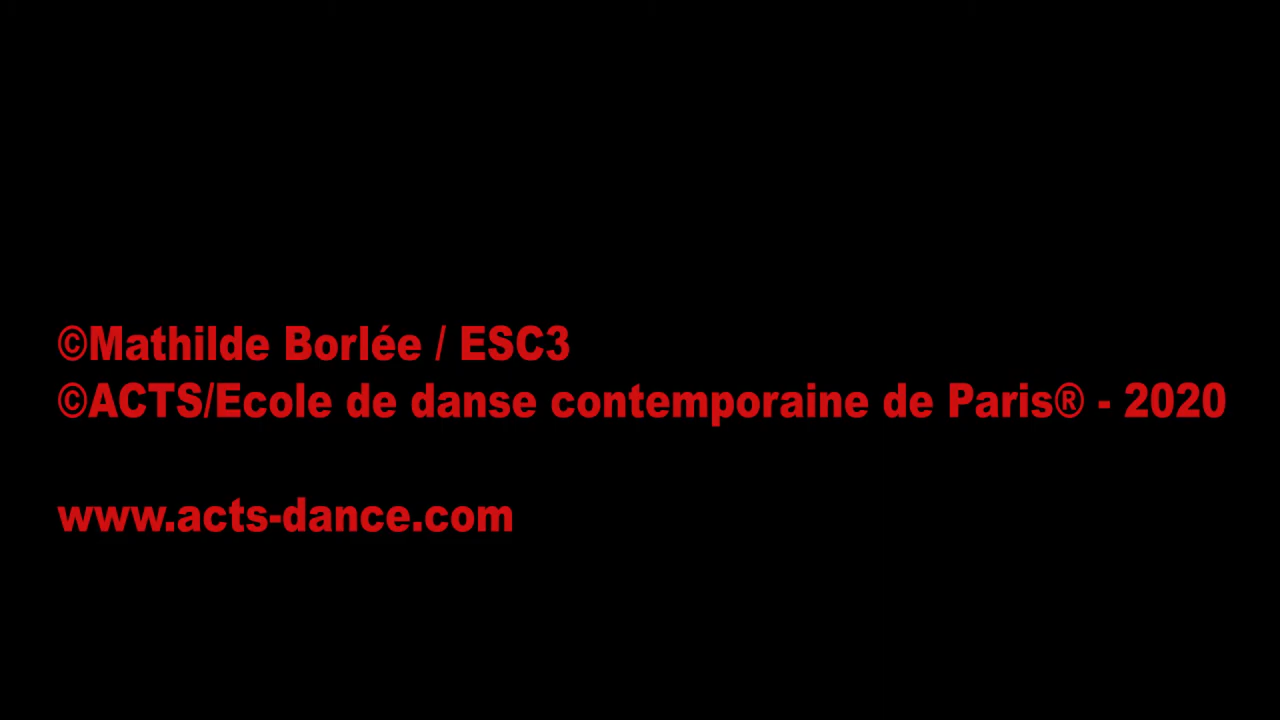 ©Mathilde Borlée / ESC3
©ACTS/Ecole de danse contemporaine de Paris® - 2020
www.acts-dance.com